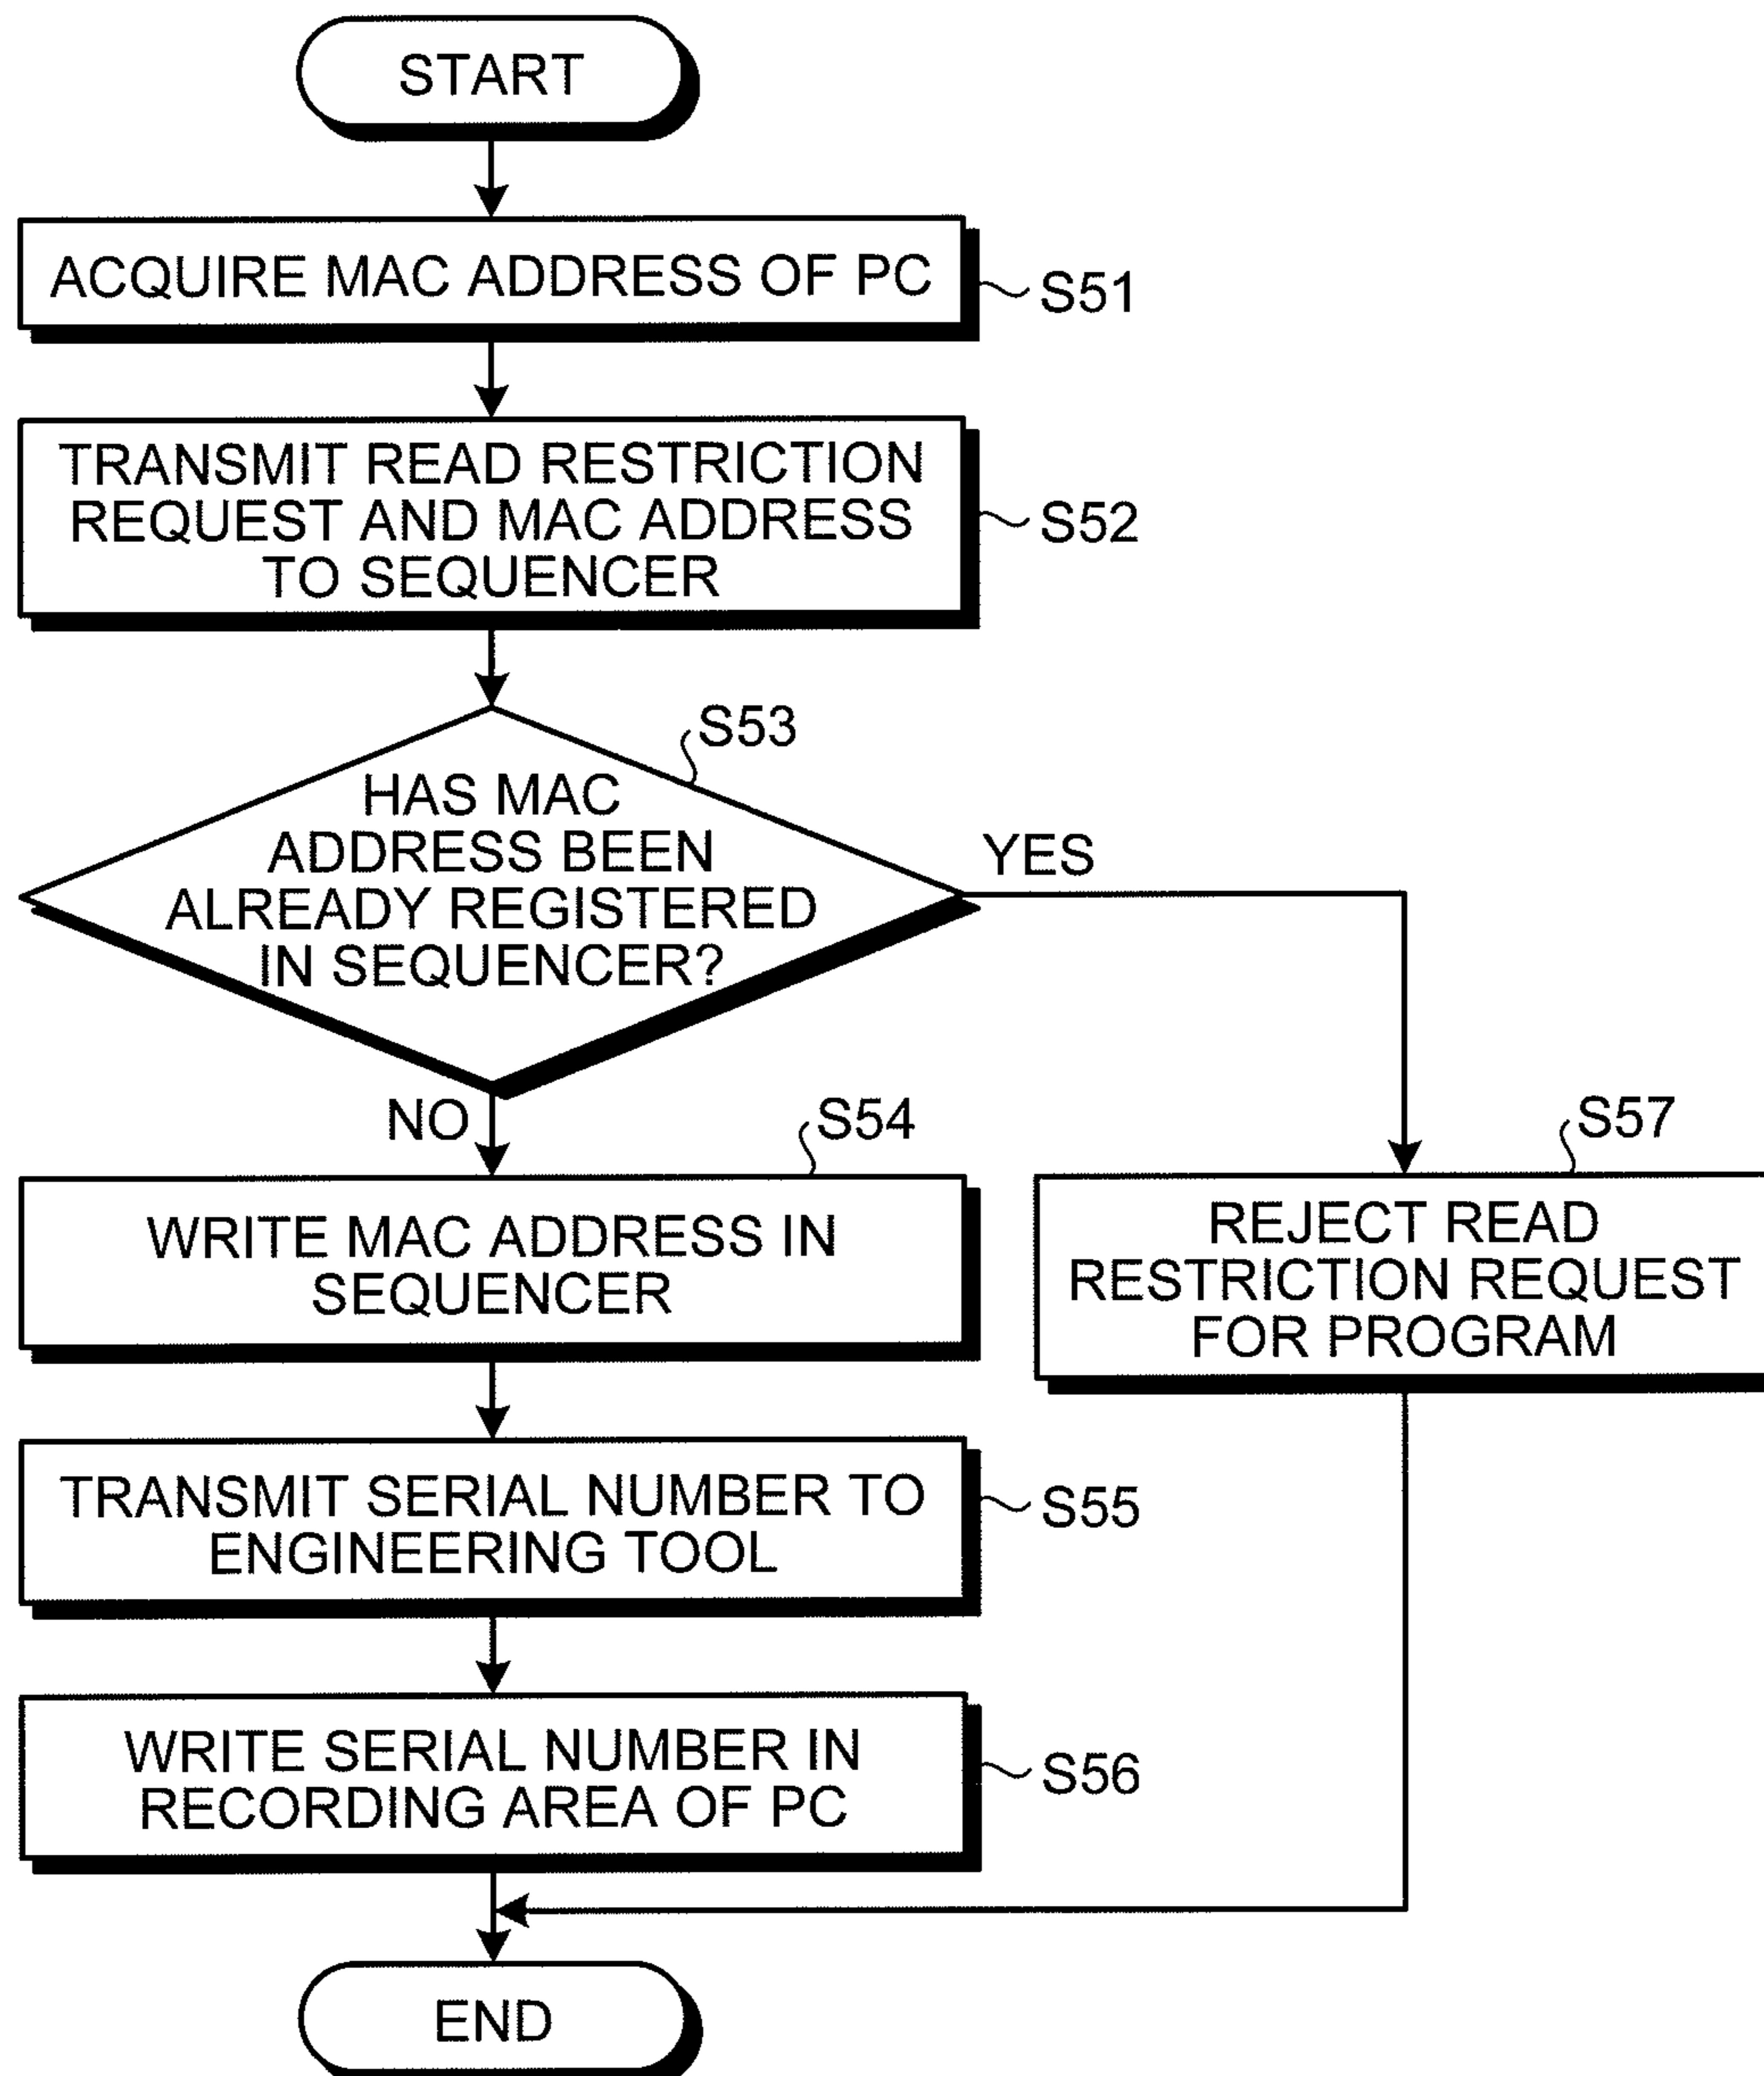 START
ACQUIRE MAC ADDRESS OF PC
S51
TRANSMIT READ RESTRICTION
REQUEST AND MAC ADDRESS
TO SEQUENCER
S52
S53
HAS MAC
ADDRESS BEEN
ALREADY REGISTERED
IN SEQUENCER?
YES
NO
S54
WRITE MAC ADDRESS IN
SEQUENCER
S57
REJECT READ
RESTRICTION REQUEST
FOR PROGRAM
TRANSMIT SERIAL NUMBER TO
ENGINEERING TOOL
S55
WRITE SERIAL NUMBER IN
RECORDING AREA OF PC
S56
END